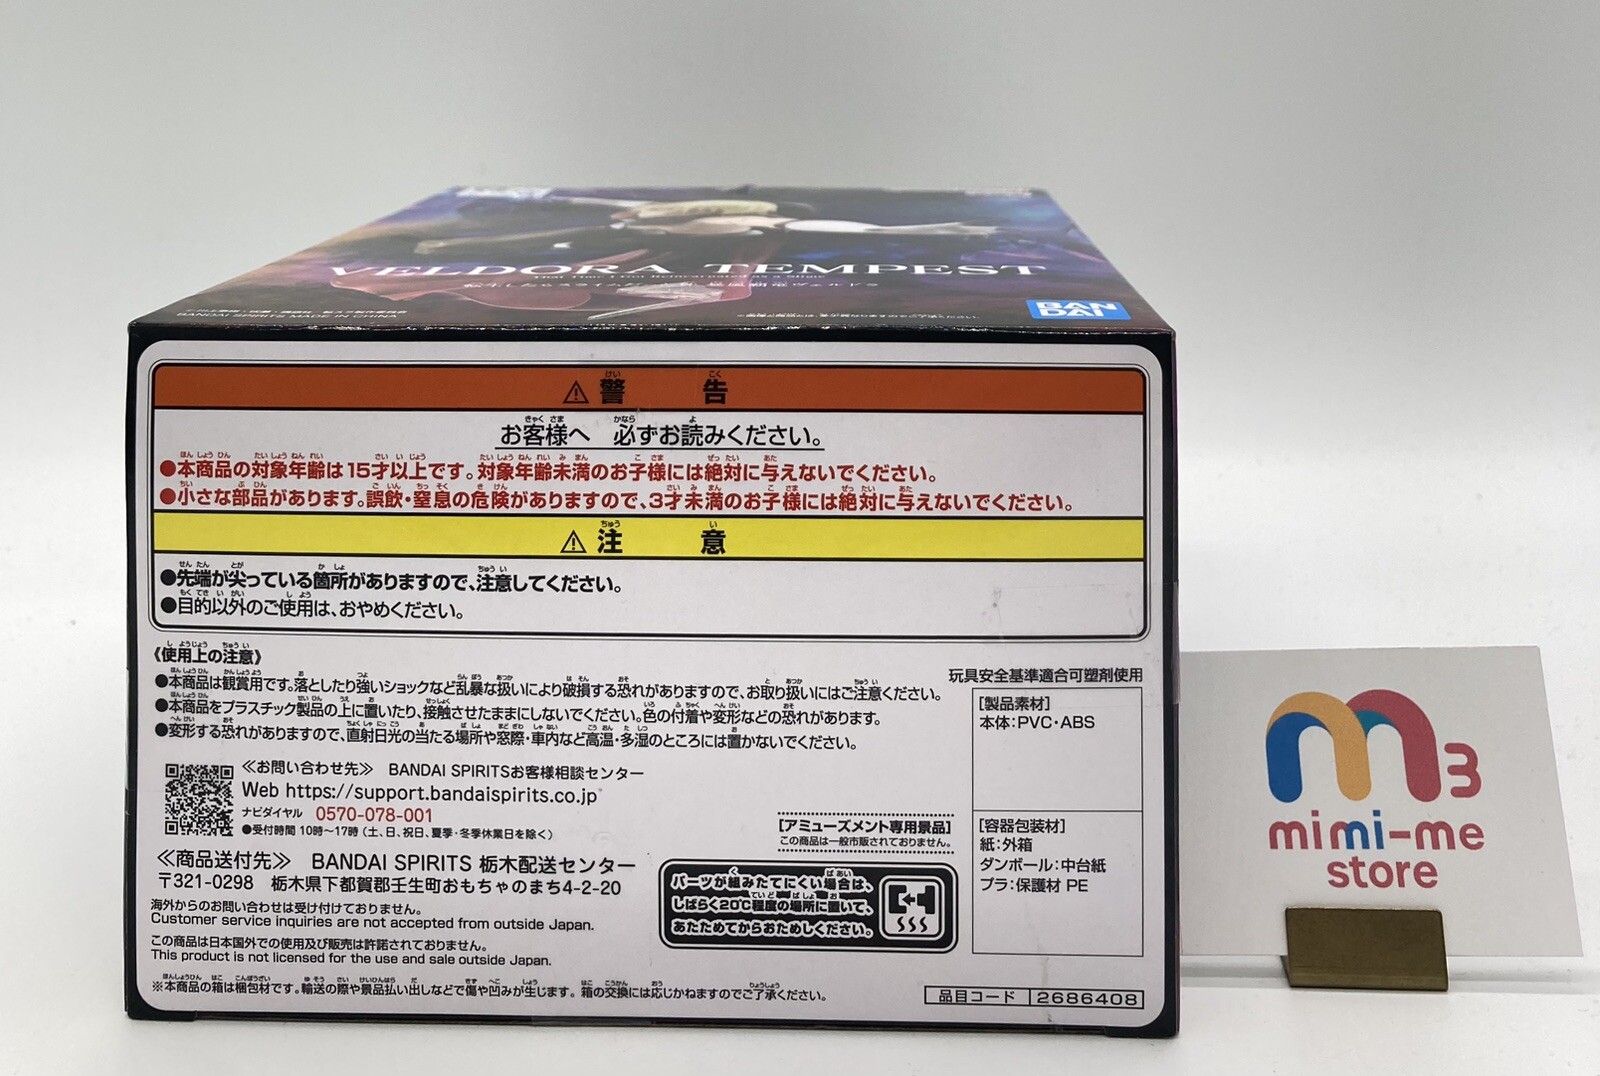 VELDORA TEMPEST
That Time I Got Reincarnated as a Slime
BANDAI SPIRITS MADE IN CHINA
BAN
DAI
⚠警告
お客様へ 必ずお読みください。
●本商品の対象年齢は15才以上です。対象年齢未満のお子様には絶対に与えないでください。
●小さな部品があります。誤飲・窒息の危険がありますので、3才未満のお子様には絶対に与えないでください。
⚠注意
●先端が尖っている箇所がありますので、注意してください。
●目的以外のご使用は、おやめください。
《使用上の注意》
●本商品は観賞用です。落としたり強いショックなど乱暴な扱いにより破損する恐れがありますので、お取り扱いにはご注意ください。
●本商品をプラスチック製品の上に置いたり、接触させたままにしないでください。色の付着や変形などの恐れがあります。
●変形する恐れがありますので、直射日光の当たる場所や窓際・車内など高温・多湿のところには置かないでください。
≪お問い合わせ先≫ BANDAI SPIRITSお客様相談センター
Web https://support.bandaispirits.co.jp
ナビダイヤル 0570-078-001
●受付時間 10時〜17時(土、日、祝日、夏季・冬季休業日を除く)
≪商品送付先≫ BANDAI SPIRITS 栃木配送センター
〒321-0298 栃木県下都賀郡壬生町おもちゃのまち4-2-20
海外からのお問い合わせは受け付けておりません。
Customer service inquiries are not accepted from outside Japan.
この商品は日本国外での使用及び販売は許諾されておりません。
This product is not licensed for the use and sale outside Japan.
※本商品の箱は梱包材です。輸送の際や景品払い出しなどで傷や凹みが生じます。箱の交換には応じかねますのでご了承ください。
[アミューズメント専用景品]
この商品は一般市販されておりません。
パーツが組みたてにくい場合は、
しばらく20℃程度の場所に置いて、
あたためてからおためしください。
玩具安全基準適合可塑剤使用
[製品素材]
本体:PVC・ABS
[容器包装材]
紙:外箱
ダンボール:中台紙
プラ:保護材 PE
品目コード 2686408
m3
mimi-me
store